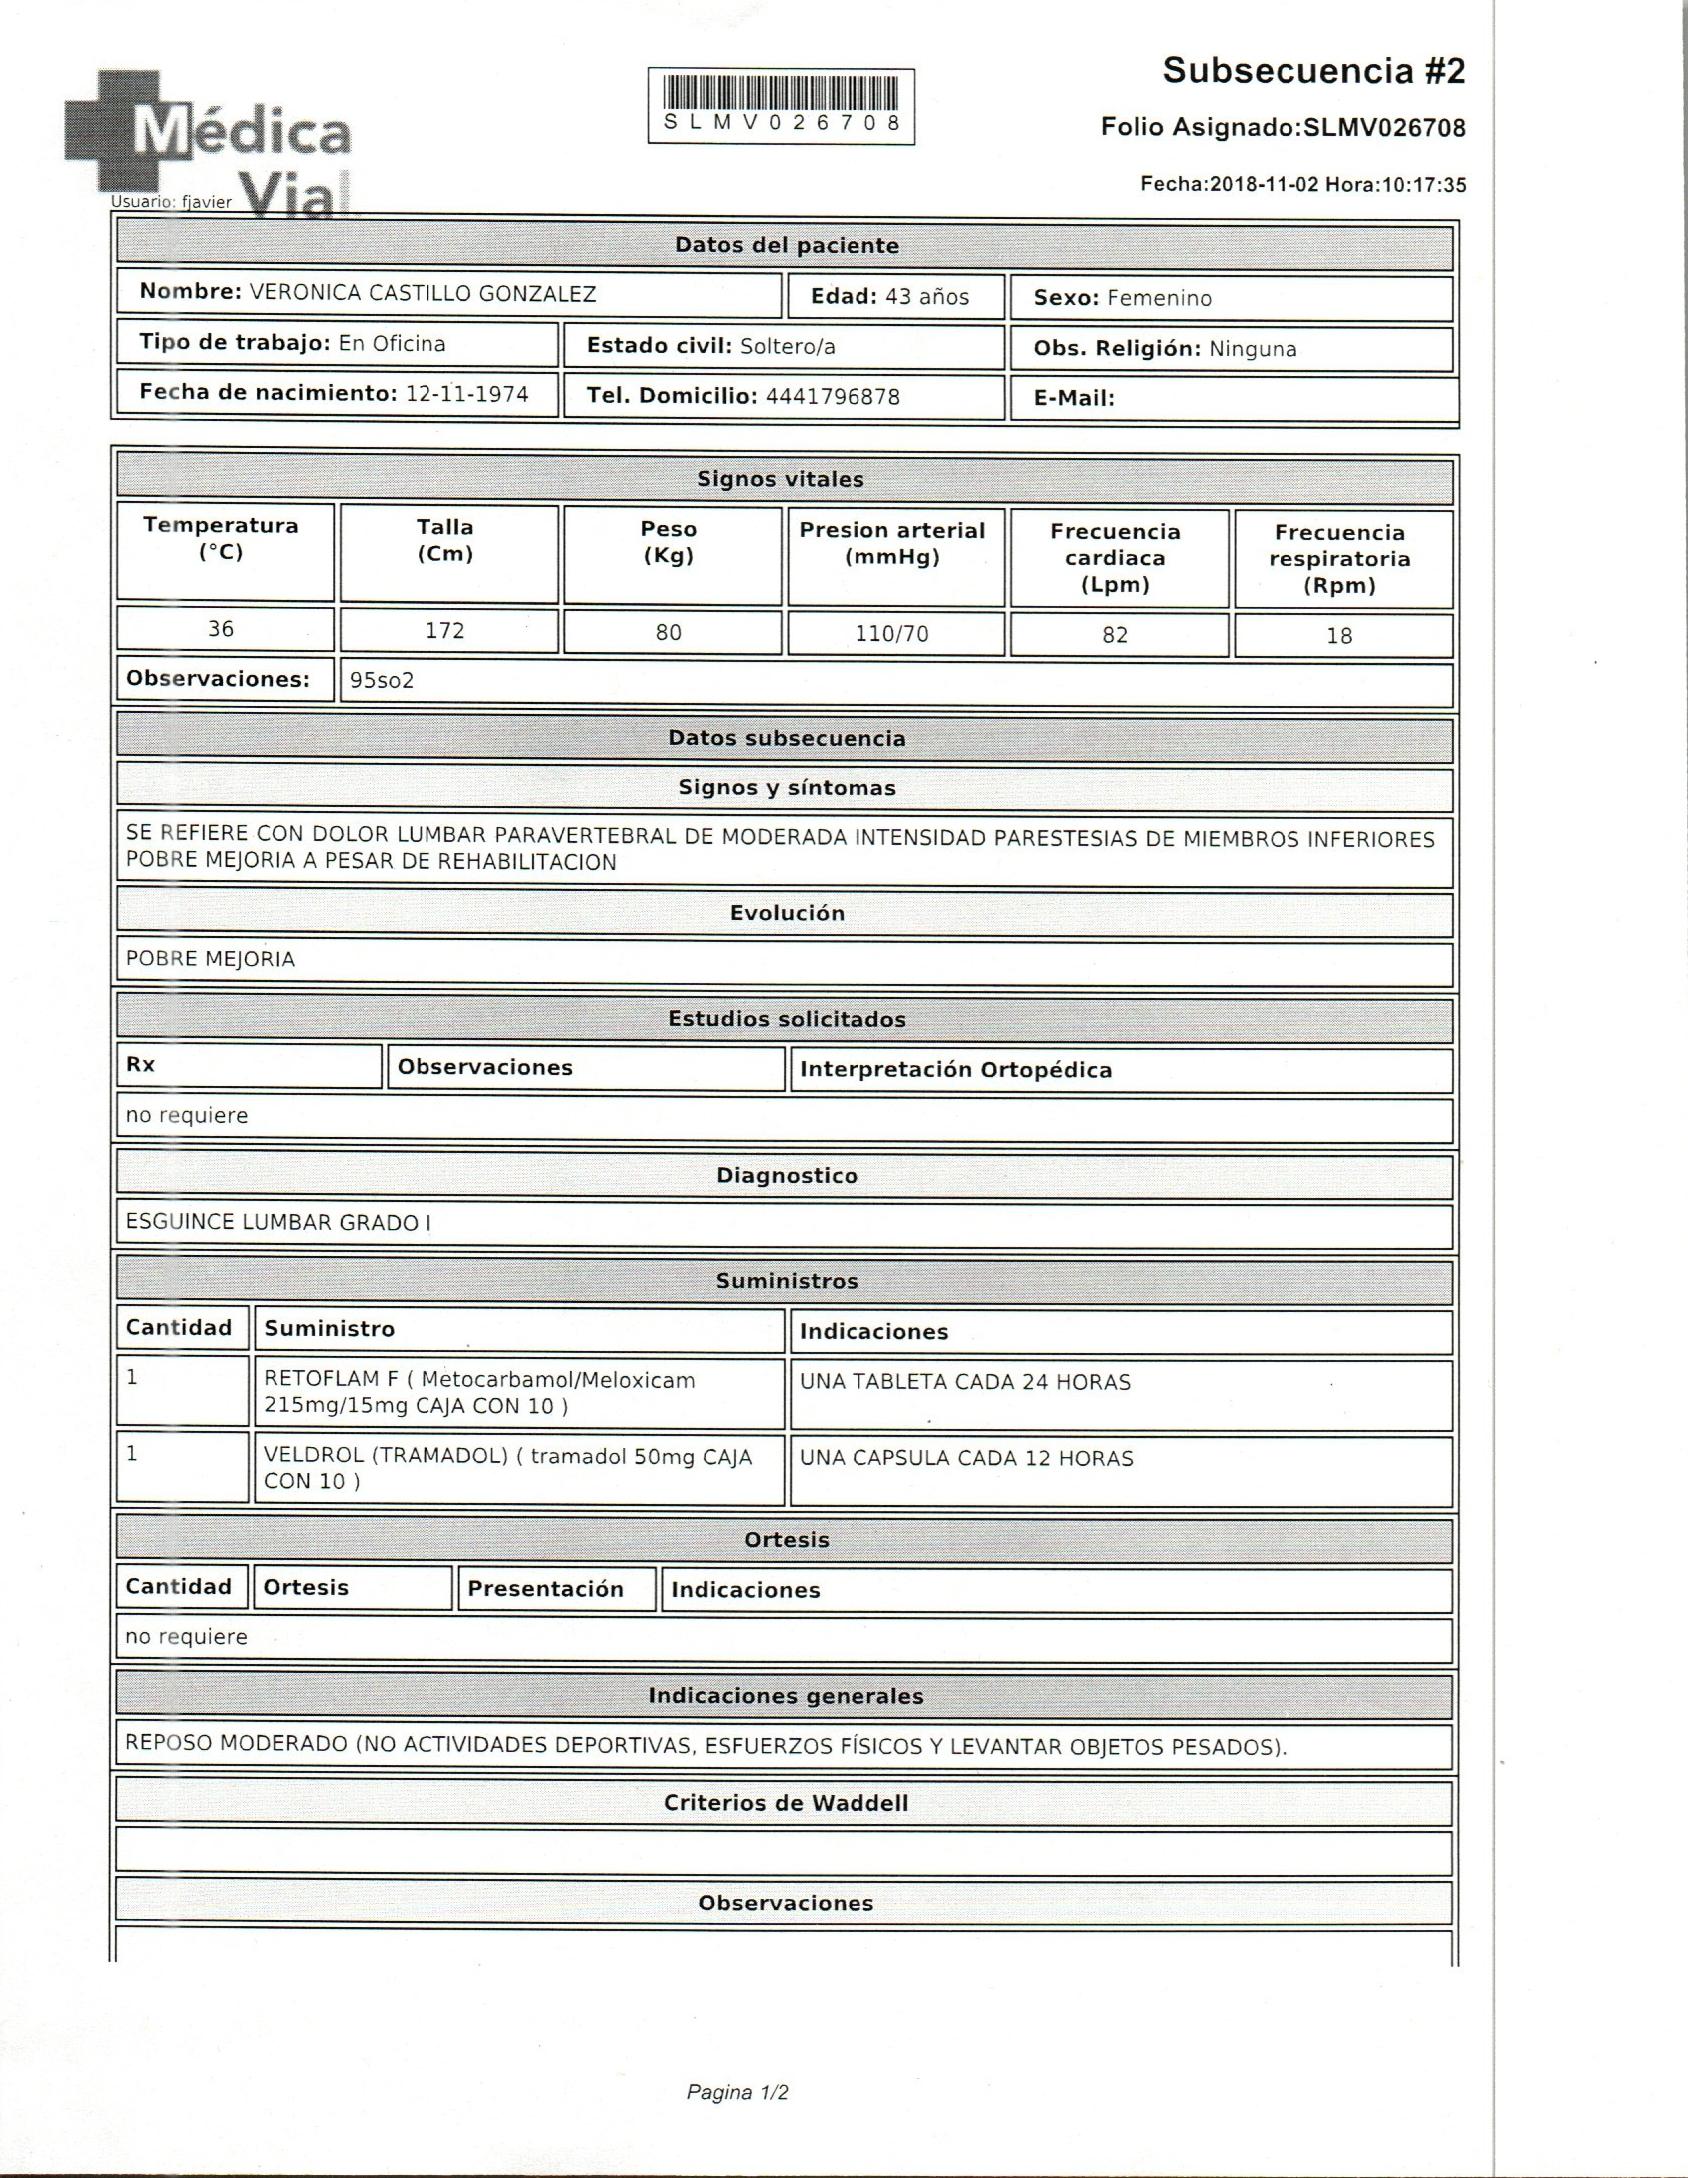 Subsecuencia #2
Médica
Vial
SLMV026708
Folio Asignado:SLMV026708
Fecha:2018-11-02 Hora:10:17:35
Usuario: fjavier
Datos del paciente
Nombre: VERONICA CASTILLO GONZALEZ Edad: 43 años Sexo: Femenino
Tipo de trabajo: En Oficina Estado civil: Soltero/a Obs. Religión: Ninguna
Fecha de nacimiento: 12-11-1974 Tel. Domicilio: 4441796878 E-Mail:
Signos vitales
Temperatura (°C) Talla (Cm) Peso (Kg) Presion arterial (mmHg) Frecuencia cardiaca (Lpm) Frecuencia respiratoria (Rpm)
36 172 80 110/70 82 18
Observaciones: 95so2
Datos subsecuencia
Signos y síntomas
SE REFIERE CON DOLOR LUMBAR PARAVERTEBRAL DE MODERADA INTENSIDAD PARESTESIAS DE MIEMBROS INFERIORES
POBRE MEJORIA A PESAR DE REHABILITACION
Evolución
POBRE MEJORIA
Estudios solicitados
Rx Observaciones Interpretación Ortopédica
no requiere
Diagnostico
ESGUINCE LUMBAR GRADO I
Suministros
Cantidad Suministro Indicaciones
1 RETOFLAM F ( Metocarbamol/Meloxicam UNA TABLETA CADA 24 HORAS
215mg/15mg CAJA CON 10 )
1 VELDROL (TRAMADOL) ( tramadol 50mg CAJA UNA CAPSULA CADA 12 HORAS
CON 10 )
Ortesis
Cantidad Ortesis Presentación Indicaciones
no requiere
Indicaciones generales
REPOSO MODERADO (NO ACTIVIDADES DEPORTIVAS, ESFUERZOS FÍSICOS Y LEVANTAR OBJETOS PESADOS).
Criterios de Waddell
Observaciones
Pagina 1/2